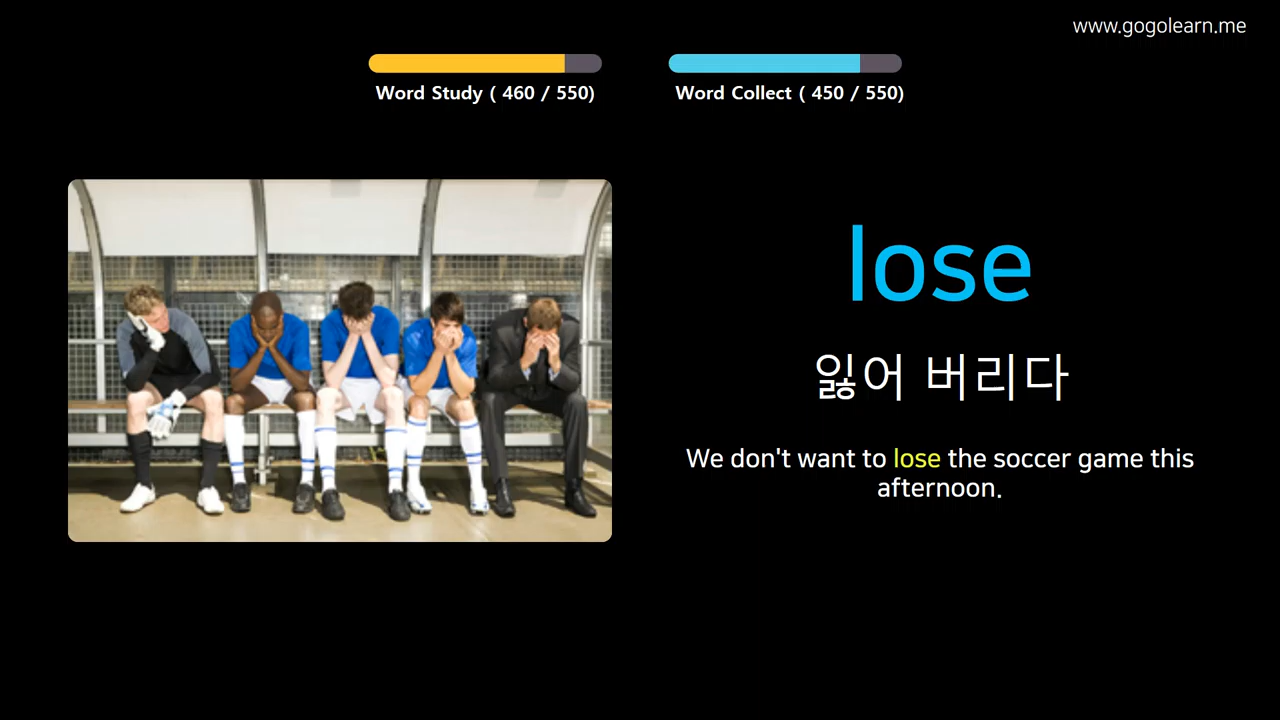 www.gogolearn.me
Word Study ( 460 / 550)
Word Collect ( 450 / 550)
lose
잃어 버리다
We don't want to lose the soccer game this
afternoon.